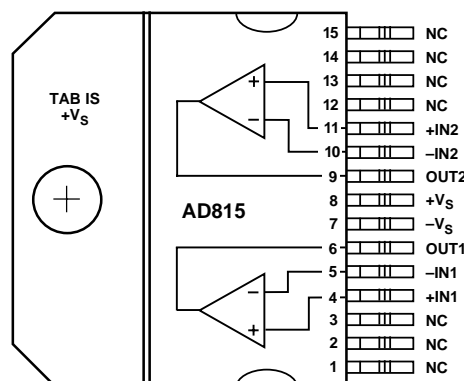 TAB IS
+VS
AD815
+
−
−
+
15 NC
14 NC
13 NC
12 NC
11 +IN2
10 −IN2
9 OUT2
8 +VS
7 −VS
6 OUT1
5 −IN1
4 +IN1
3 NC
2 NC
1 NC